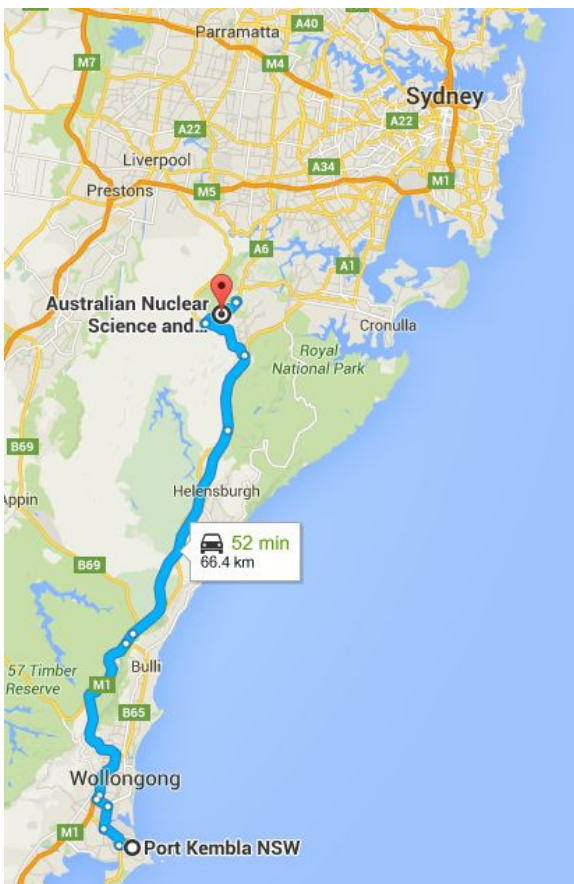 A40
Parramatta
M7
M4
Sydney
A22
A22
Liverpool
A34
Prestons
M5
M1
A6
A1
Australian Nuclear
Science and...
Cronulla
Royal
National Park
B69
Helensburgh
Appin
52 min
66.4 km
B69
Bulli
57 Timber
Reserve
M1
B65
Wollongong
M1
Port Kembla NSW